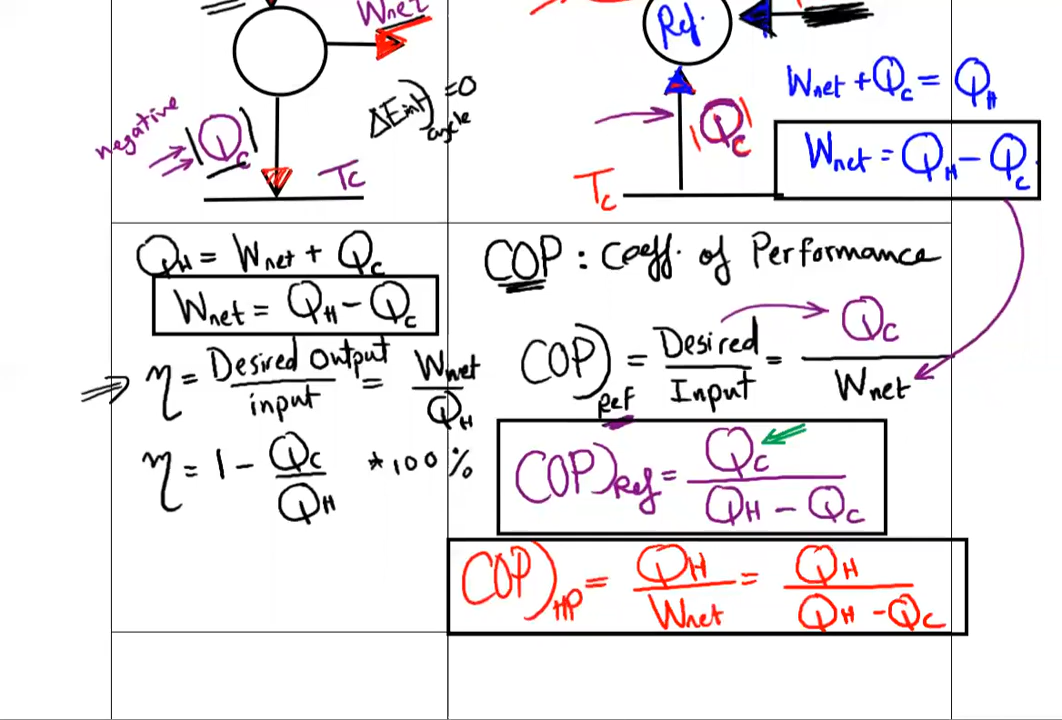 Wnet
ΔEint)cycle = 0
negative
|Qc|
Tc
QH = Wnet + Qc
Wnet = QH - Qc
η = Desired Output / input = Wnet / QH
η = 1 - Qc / QH * 100 %
Ref.
Wnet + Qc = QH
|Qc|
Wnet = QH - Qc
Tc
COP : Coeff. of Performance
COP)Ref = Desired / Input = Qc / Wnet
COP)Ref = Qc / QH - Qc
COP)HP = QH / Wnet = QH / QH - Qc